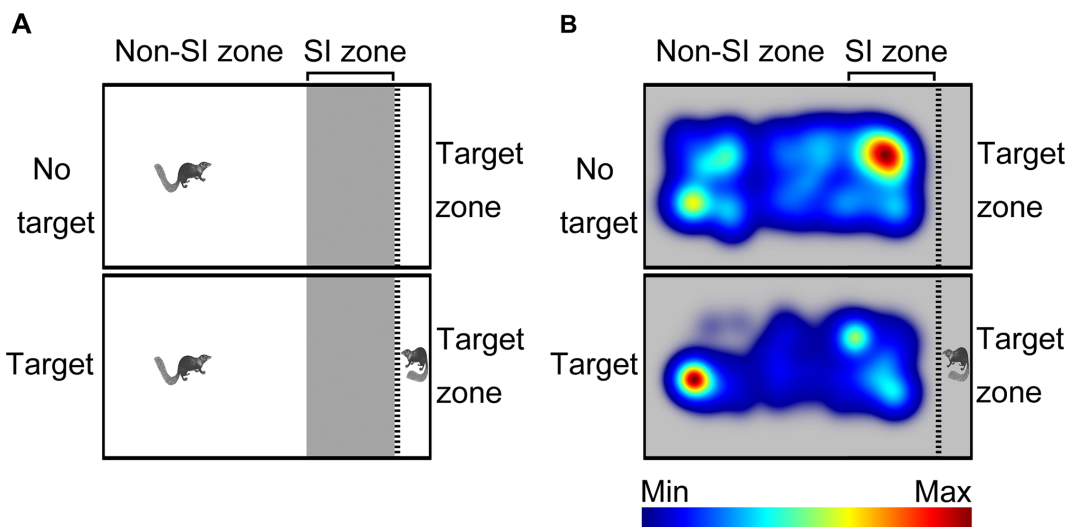 A
Non-SI zone SI zone
No
target
Target
zone
Target
Target
zone
B
Non-SI zone SI zone
No
target
Target
zone
Target
Target
zone
Min Max